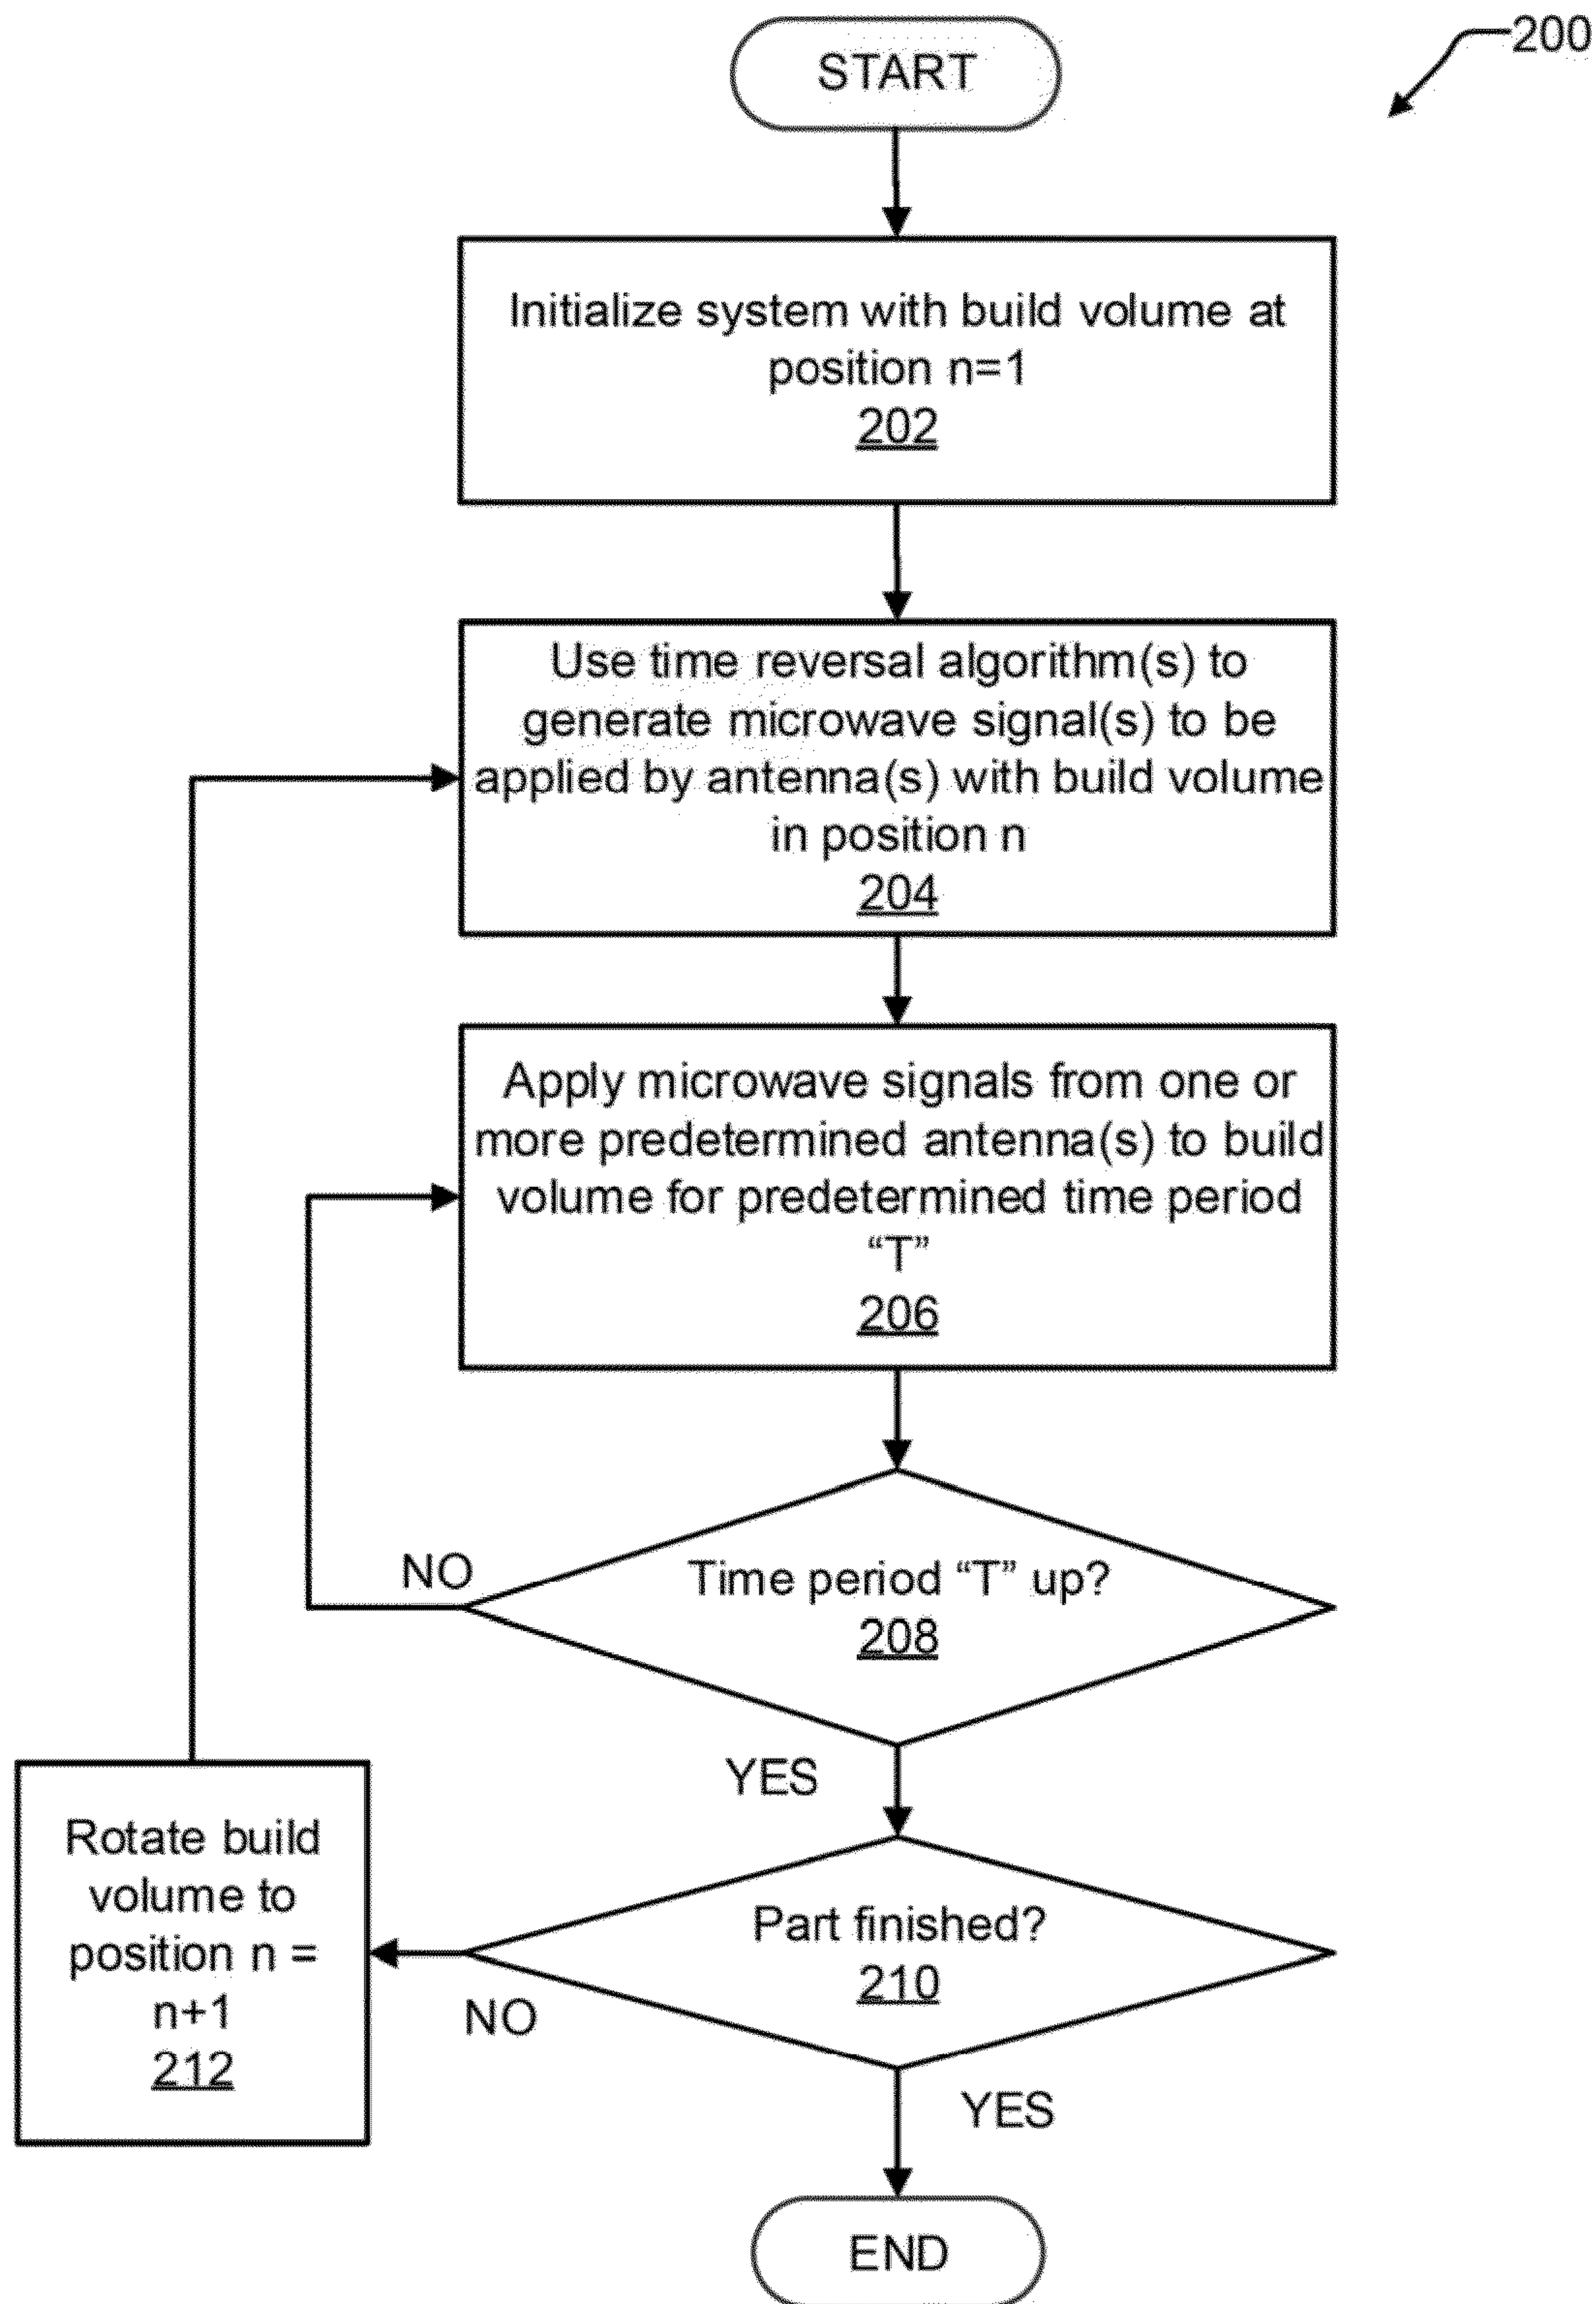 200
START
Initialize system with build volume at
position n=1
202
Use time reversal algorithm(s) to
generate microwave signal(s) to be
applied by antenna(s) with build volume
in position n
204
Apply microwave signals from one or
more predetermined antenna(s) to build
volume for predetermined time period
“T”
206
NO
Time period “T” up?
208
YES
Part finished?
210
NO
Rotate build
volume to
position n =
n+1
212
YES
END